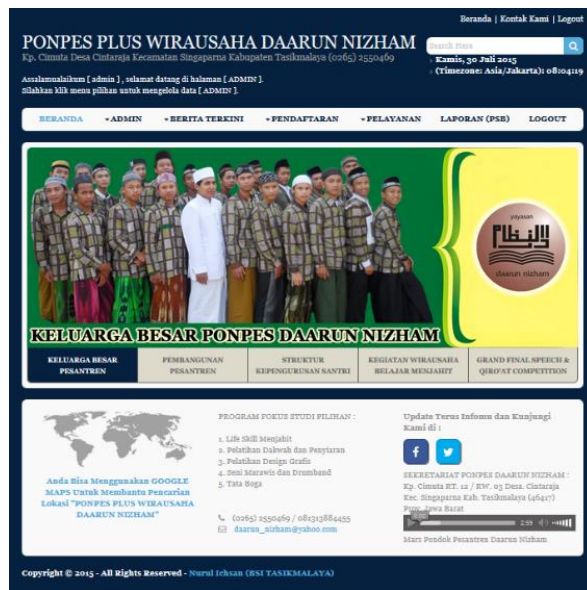 Beranda | Kontak Kami | Logout
PONPES PLUS WIRAUSAHA DAARUN NIZHAM
Kp. Cimuta Desa Cintaraja Kecamatan Singaparna Kabupaten Tasikmalaya (0265) 2550469
Search Here
› Kamis, 30 Juli 2015
› (Timezone: Asia/Jakarta): 08:04:19
Assalamualaikum [ admin ] , selamat datang di halaman [ ADMIN ].
Silahkan klik menu pilihan untuk mengelola data [ ADMIN ].
BERANDA ADMIN BERITA TERKINI PENDAFTARAN PELAYANAN LAPORAN (PSB) LOGOUT
yayasan
النظام
daarun nizham
KELUARGA BESAR PONPES DAARUN NIZHAM
KELUARGA BESAR
PESANTREN
PEMBANGUNAN
PESANTREN
STRUKTUR
KEPENGURUSAN SANTRI
KEGIATAN WIRAUSAHA
BELAJAR MENJAHIT
GRAND FINAL SPEECH &
QIRO'AT COMPETITION
Anda Bisa Menggunakan GOOGLE
MAPS Untuk Membantu Pencarian
Lokasi "PONPES PLUS WIRAUSAHA
DAARUN NIZHAM"
PROGRAM FOKUS STUDI PILIHAN :
1. Life Skill Menjahit
2. Pelatihan Dakwah dan Penyiaran
3. Pelatihan Design Grafis
4. Seni Marawis dan Drumband
5. Tata Boga
(0265) 2550469 / 081313884455
daarun_nizham@yahoo.com
Update Terus Infomu dan Kunjungi
Kami di :
SEKRETARIAT PONPES DAARUN NIZHAM :
Kp. Cimuta RT. 12 / RW. 03 Desa. Cintaraja
Kec. Singaparna Kab. Tasikmalaya (46417)
Prov. Jawa Barat
2:59
Mars Pondok Pesantren Daarun Nizham
Copyright © 2015 - All Rights Reserved - Nurul Ichsan (BSI TASIKMALAYA)